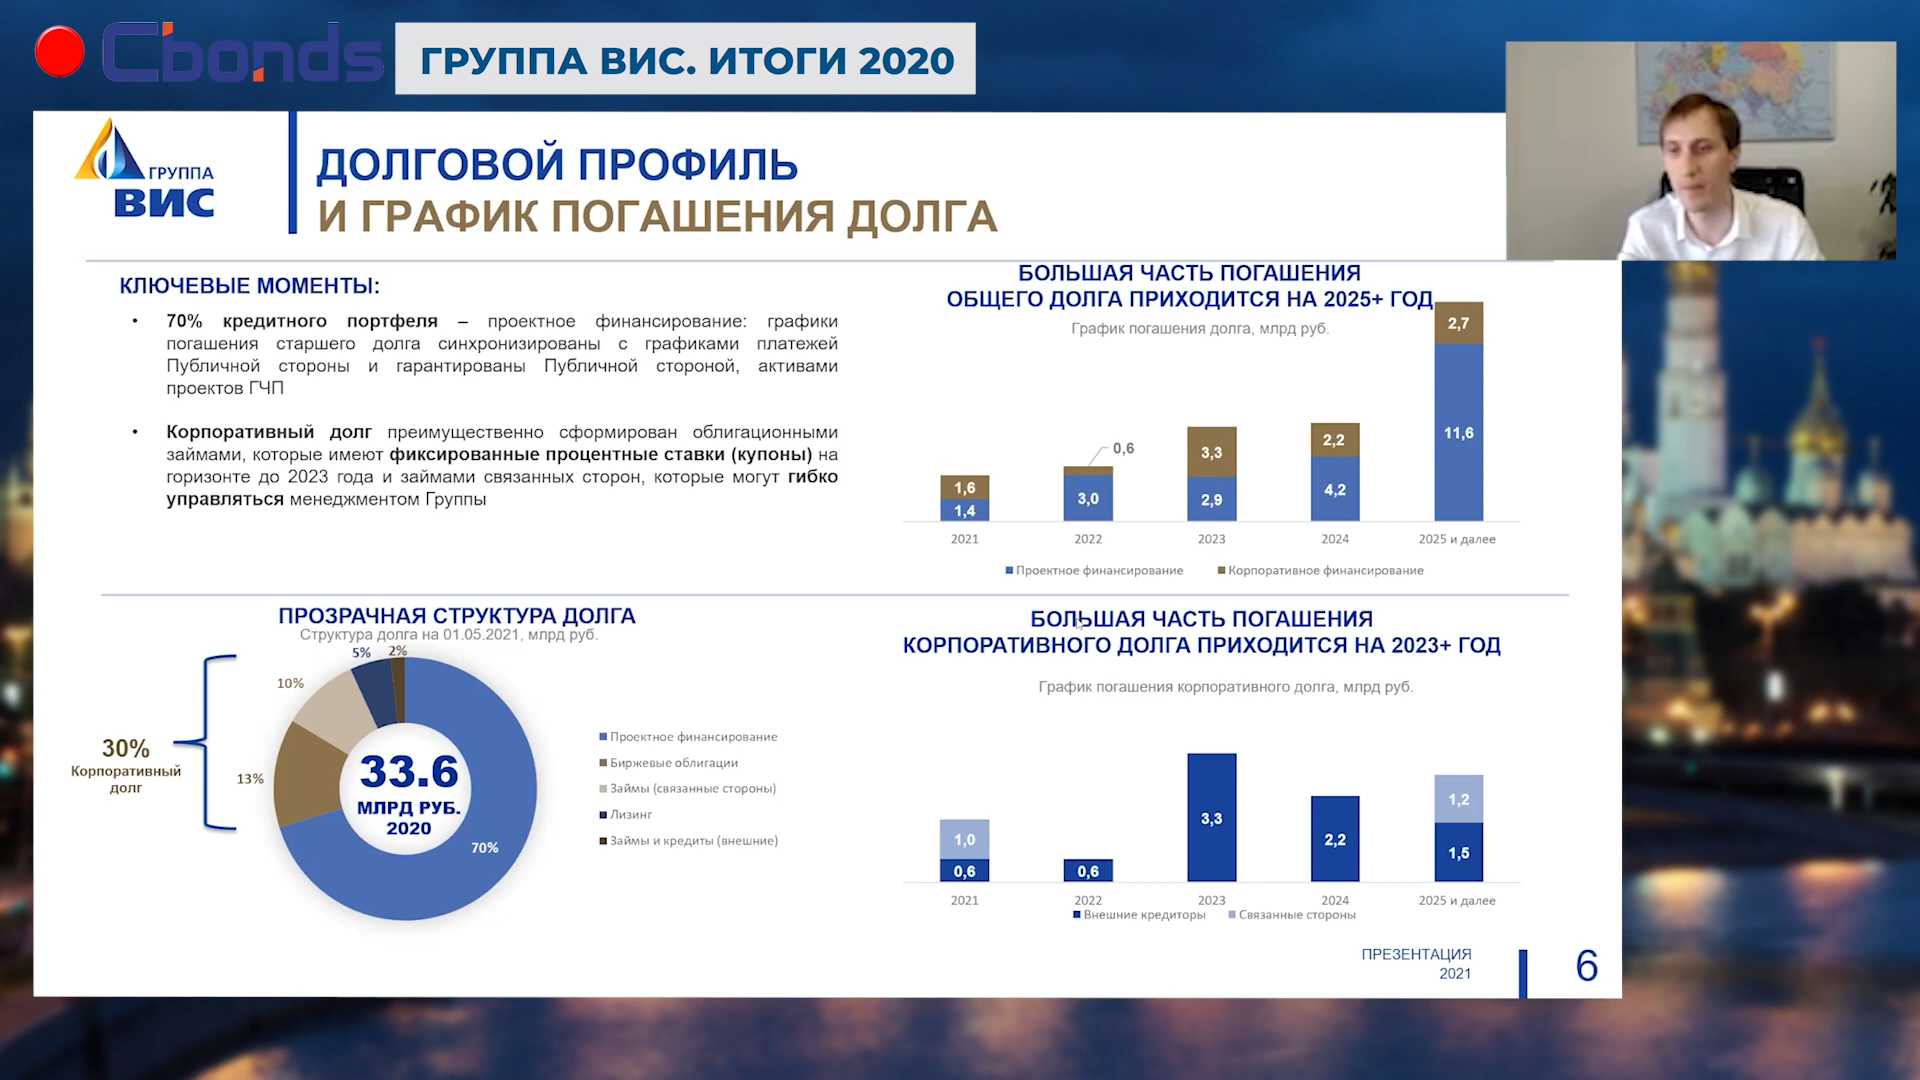 Cbonds
ГРУППА ВИС. ИТОГИ 2020
ГРУППА
ВИС
ДОЛГОВОЙ ПРОФИЛЬ
И ГРАФИК ПОГАШЕНИЯ ДОЛГА
КЛЮЧЕВЫЕ МОМЕНТЫ:
• 70% кредитного портфеля – проектное финансирование: графики
погашения старшего долга синхронизированы с графиками платежей
Публичной стороны и гарантированы Публичной стороной, активами
проектов ГЧП
• Корпоративный долг преимущественно сформирован облигационными
займами, которые имеют фиксированные процентные ставки (купоны) на
горизонте до 2023 года и займами связанных сторон, которые могут гибко
управляться менеджментом Группы
БОЛЬШАЯ ЧАСТЬ ПОГАШЕНИЯ
ОБЩЕГО ДОЛГА ПРИХОДИТСЯ НА 2025+ ГОД
График погашения долга, млрд руб.
2,7
11,6
0,6
3,3
2,2
1,6
3,0
2,9
4,2
1,4
2021 2022 2023 2024 2025 и далее
Проектное финансирование Корпоративное финансирование
ПРОЗРАЧНАЯ СТРУКТУРА ДОЛГА
Структура долга на 01.05.2021, млрд руб.
5% 2%
10%
13%
70%
30%
Корпоративный
долг
33.6
МЛРД РУБ.
2020
Проектное финансирование
Биржевые облигации
Займы (связанные стороны)
Лизинг
Займы и кредиты (внешние)
БОЛЬШАЯ ЧАСТЬ ПОГАШЕНИЯ
КОРПОРАТИВНОГО ДОЛГА ПРИХОДИТСЯ НА 2023+ ГОД
График погашения корпоративного долга, млрд руб.
1,2
3,3
1,0
2,2
1,5
0,6
0,6
2021 2022 2023 2024 2025 и далее
Внешние кредиторы Связанные стороны
ПРЕЗЕНТАЦИЯ
2021
6